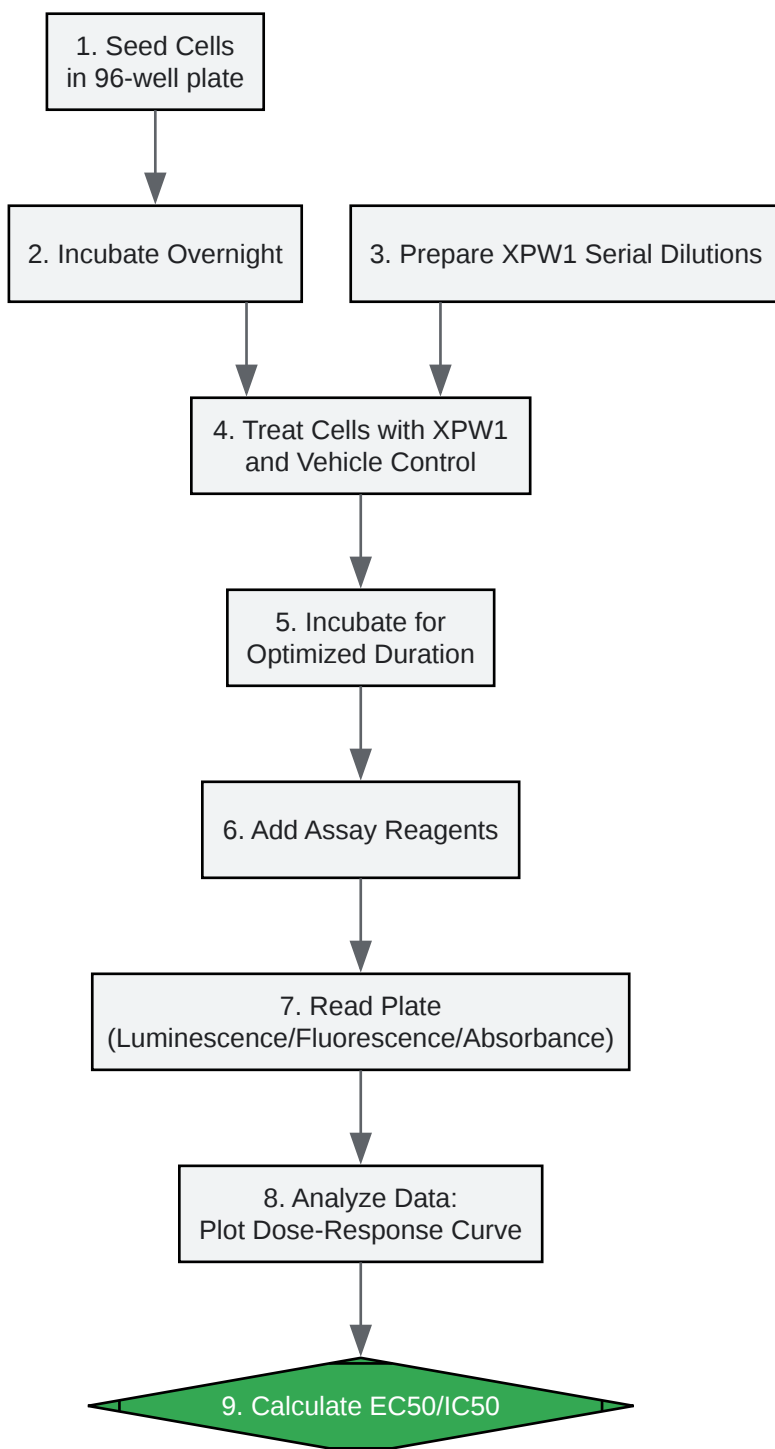 1. Seed Cells
in 96-well plate
2. Incubate Overnight
3. Prepare XPW1 Serial Dilutions
4. Treat Cells with XPW1
and Vehicle Control
5. Incubate for
Optimized Duration
6. Add Assay Reagents
7. Read Plate
(Luminescence/Fluorescence/Absorbance)
8. Analyze Data:
Plot Dose-Response Curve
9. Calculate EC50/IC50